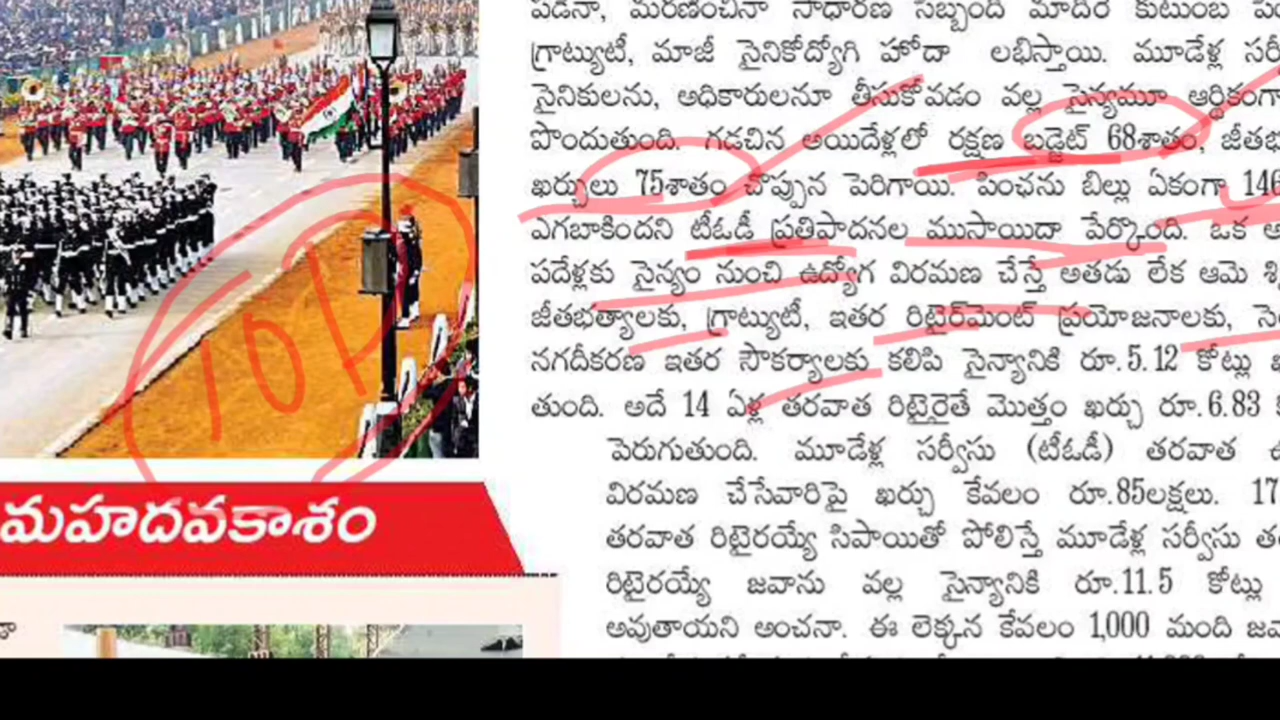 పడినా, మరణించినా సాధారణ సిబ్బంది మాదిరే కుటుంబ
గ్రాట్యుటీ, మాజీ సైనికోద్యోగి హోదా లభిస్తాయి. మూడేళ్ల
సైనికులను, అధికారులనూ తీసుకోవడం వల్ల సైన్యమూ ఆర్థికంగా
పొందుతుంది. గడచిన అయిదేళ్లలో రక్షణ బడ్జెట్ 68శాతం,
ఖర్చులు 75శాతం చొప్పున పెరిగాయి. పింఛను బిల్లు ఏకంగా
ఎగబాకిందని టీఓడీ ప్రతిపాదనల ముసాయిదా పేర్కొంది. ఒక
పదేళ్లకు సైన్యం నుంచి ఉద్యోగ విరమణ చేస్తే అతడు లేక ఆమె
జీతభత్యాలకు, గ్రాట్యుటీ, ఇతర రిటైర్‌మెంట్ ప్రయోజనాలకు,
నగదీకరణ ఇతర సౌకర్యాలకు కలిపి సైన్యానికి రూ.5.12 కోట్లు
తుంది. అదే 14 ఏళ్ల తరవాత రిటైరైతే మొత్తం ఖర్చు రూ.6.83
పెరుగుతుంది. మూడేళ్ల సర్వీసు (టీఓడీ) తరవాత
విరమణ చేసేవారిపై ఖర్చు కేవలం రూ.85లక్షలు. 17
తరవాత రిటైరయ్యే సిపాయితో పోలిస్తే మూడేళ్ల సర్వీసు
రిటైరయ్యే జవాను వల్ల సైన్యానికి రూ.11.5 కోట్లు
అవుతాయని అంచనా. ఈ లెక్కన కేవలం 1,000 మంది
మహదవకాశం